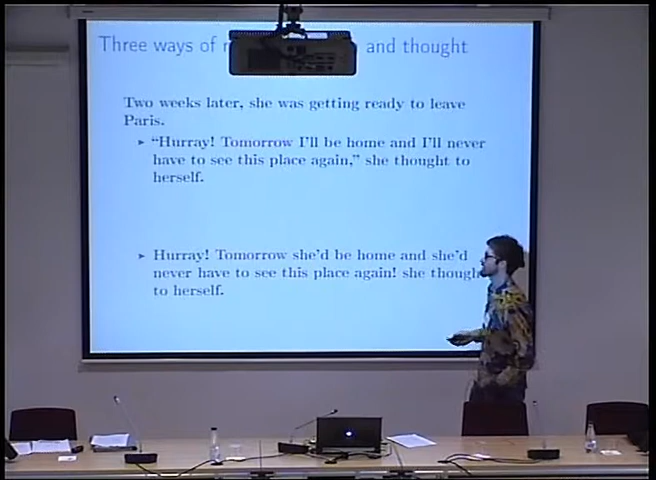 Three ways of and thought
Two weeks later, she was getting ready to leave
Paris.
▸ “Hurray! Tomorrow I'll be home and I'll never
have to see this place again,” she thought to
herself.
▸ Hurray! Tomorrow she'd be home and she'd
never have to see this place again! she
to herself.